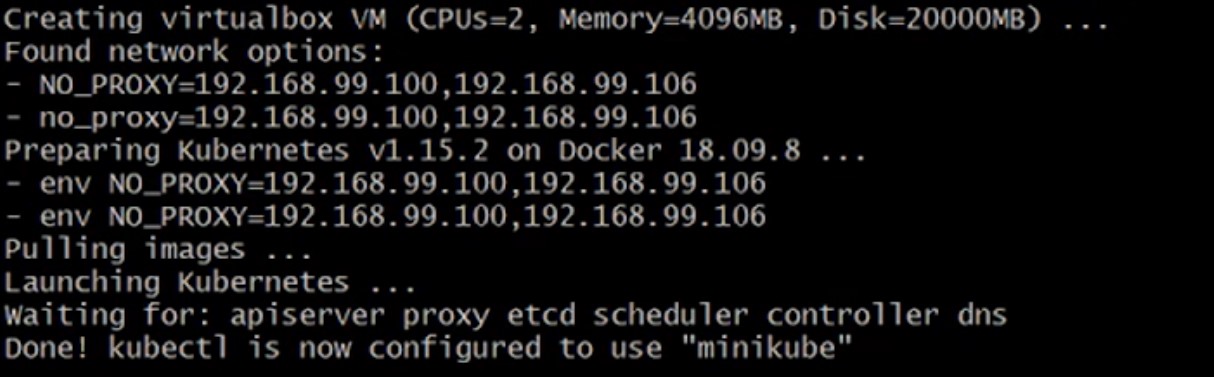 Creating virtualbox VM (CPUs=2, Memory=4096MB, Disk=20000MB) ...
Found network options:
- NO_PROXY=192.168.99.100,192.168.99.106
- no_proxy=192.168.99.100,192.168.99.106
Preparing Kubernetes v1.15.2 on Docker 18.09.8 ...
- env NO_PROXY=192.168.99.100,192.168.99.106
- env NO_PROXY=192.168.99.100,192.168.99.106
Pulling images ...
Launching Kubernetes ...
Waiting for: apiserver proxy etcd scheduler controller dns
Done! kubectl is now configured to use "minikube"